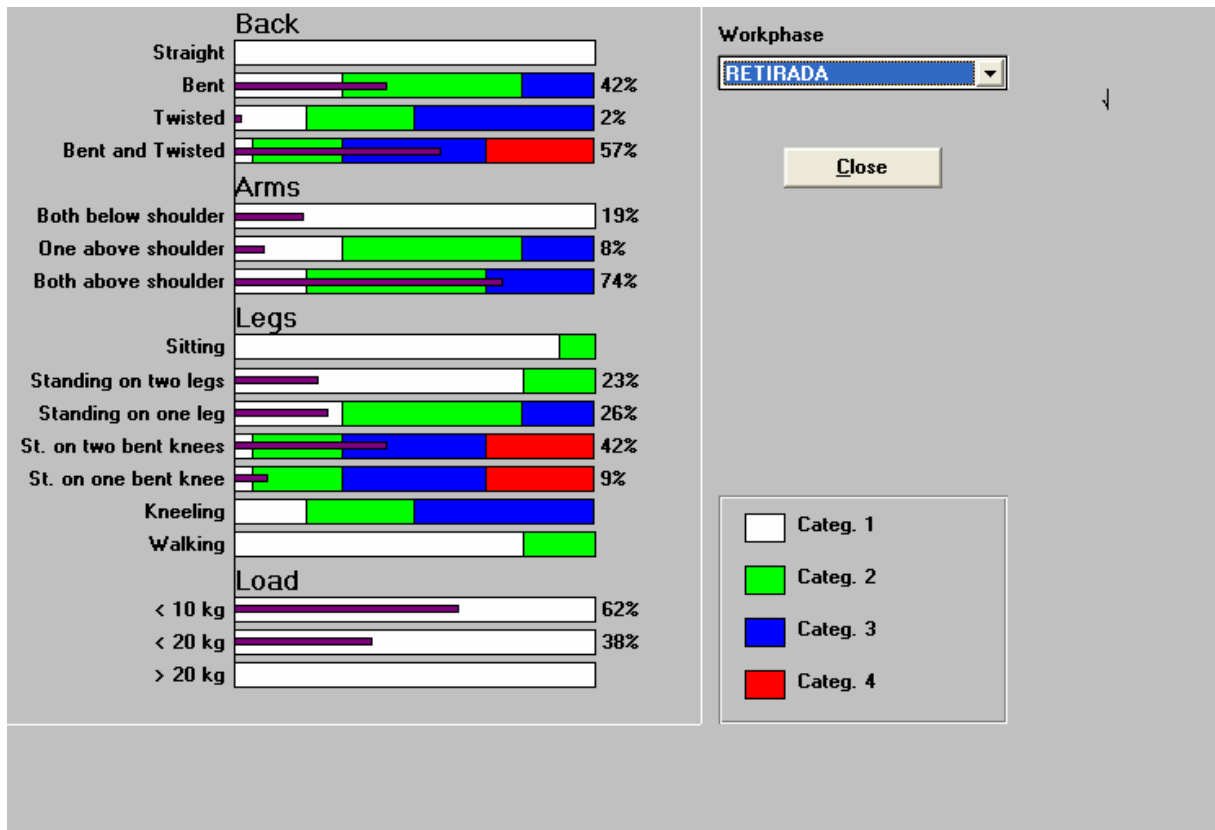 Back
Straight
Bent 42%
Twisted 2%
Bent and Twisted 57%
Arms
Both below shoulder 19%
One above shoulder 8%
Both above shoulder 74%
Legs
Sitting
Standing on two legs 23%
Standing on one leg 26%
St. on two bent knees 42%
St. on one bent knee 9%
Kneeling
Walking
Load
< 10 kg 62%
< 20 kg 38%
> 20 kg
Workphase
RETIRADA
Close
Categ. 1
Categ. 2
Categ. 3
Categ. 4